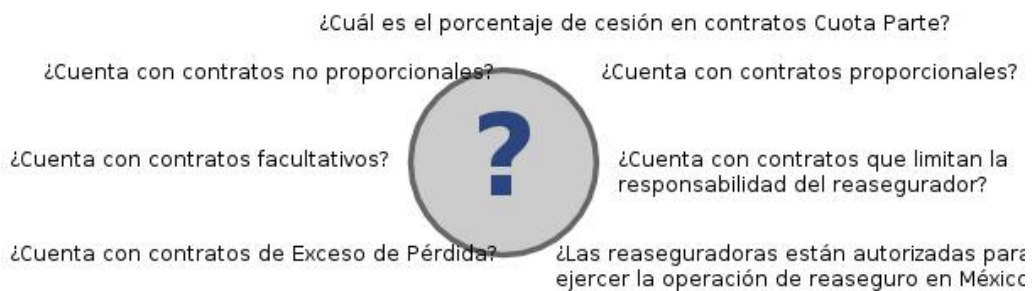 ¿Cuál es el porcentaje de cesión en contratos Cuota Parte?
¿Cuenta con contratos no proporcionales?
¿Cuenta con contratos proporcionales?
?
¿Cuenta con contratos facultativos?
¿Cuenta con contratos que limitan la
responsabilidad del reasegurador?
¿Cuenta con contratos de Exceso de Pérdida?
¿Las reaseguradoras están autorizadas para
ejercer la operación de reaseguro en México